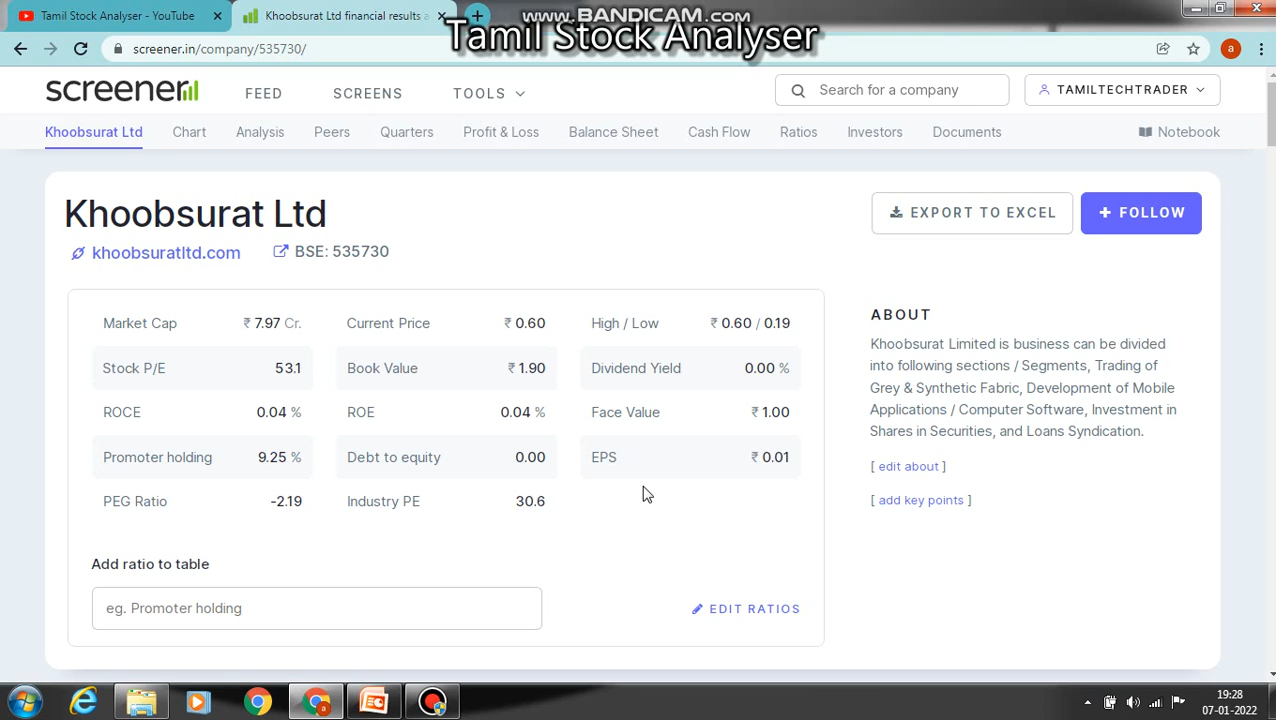 Tamil Stock Analyser - YouTube
Khoobsurat Ltd financial results a
www.BANDICAM.com
Tamil Stock Analyser
screener.in/company/535730/
a
screener
FEED
SCREENS
TOOLS
Search for a company
TAMILTECHTRADER
Khoobsurat Ltd
Chart
Analysis
Peers
Quarters
Profit & Loss
Balance Sheet
Cash Flow
Ratios
Investors
Documents
Notebook
Khoobsurat Ltd
EXPORT TO EXCEL
+ FOLLOW
khoobsuratltd.com
BSE: 535730
Market Cap ₹ 7.97 Cr.
Current Price ₹ 0.60
High / Low ₹ 0.60 / 0.19
Stock P/E 53.1
Book Value ₹ 1.90
Dividend Yield 0.00 %
ROCE 0.04 %
ROE 0.04 %
Face Value ₹ 1.00
Promoter holding 9.25 %
Debt to equity 0.00
EPS ₹ 0.01
PEG Ratio -2.19
Industry PE 30.6
Add ratio to table
eg. Promoter holding
EDIT RATIOS
ABOUT
Khoobsurat Limited is business can be divided
into following sections / Segments, Trading of
Grey & Synthetic Fabric, Development of Mobile
Applications / Computer Software, Investment in
Shares in Securities, and Loans Syndication.
[ edit about ]
[ add key points ]
19:28
07-01-2022